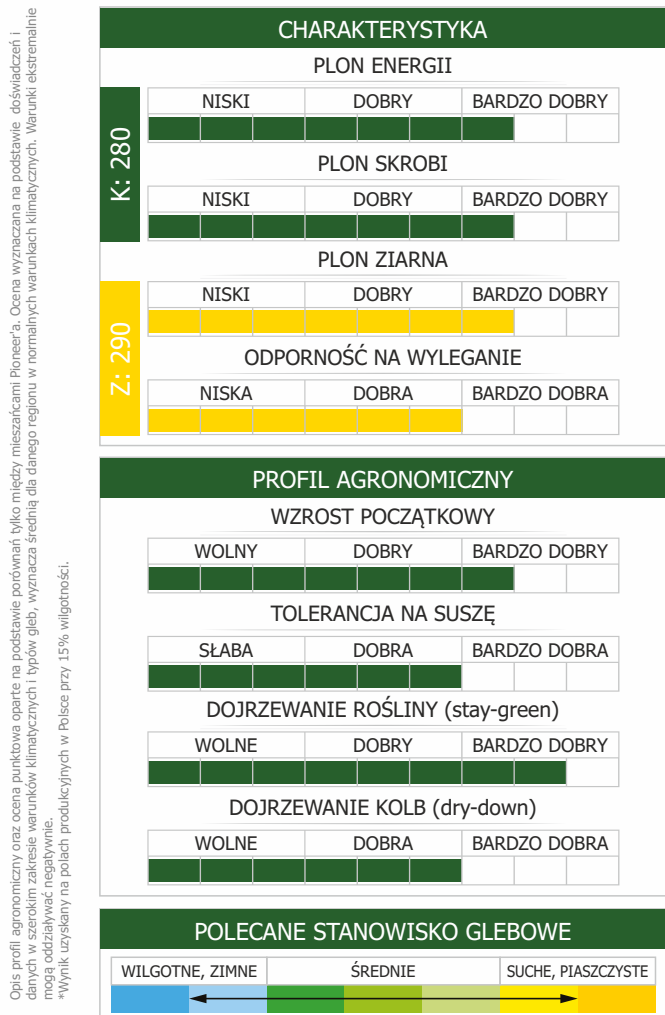 Opis profil agronomiczny oraz ocena punktowa oparte na podstawie porównań tylko między mieszańcami Pioneer'a. Ocena wyznaczana na podstawie doświadczeń i
danych w szerokim zakresie warunków klimatycznych i typów gleb, wyznacza średnią dla danego regionu w normalnych warunkach klimatycznych. Warunki ekstremalnie
mogą oddziaływać negatywnie.
*Wynik uzyskany na polach produkcyjnych w Polsce przy 15% wilgotności.
CHARAKTERYSTYKA
K: 280
PLON ENERGII
NISKI DOBRY BARDZO DOBRY
PLON SKROBI
NISKI DOBRY BARDZO DOBRY
Z: 290
PLON ZIARNA
NISKI DOBRY BARDZO DOBRY
ODPORNOŚĆ NA WYLEGANIE
NISKA DOBRA BARDZO DOBRA
PROFIL AGRONOMICZNY
WZROST POCZĄTKOWY
WOLNY DOBRY BARDZO DOBRY
TOLERANCJA NA SUSZĘ
SŁABA DOBRA BARDZO DOBRA
DOJRZEWANIE ROŚLINY (stay-green)
WOLNE DOBRY BARDZO DOBRY
DOJRZEWANIE KOLB (dry-down)
WOLNE DOBRA BARDZO DOBRA
POLECANE STANOWISKO GLEBOWE
WILGOTNE, ZIMNE ŚREDNIE SUCHE, PIASZCZYSTE